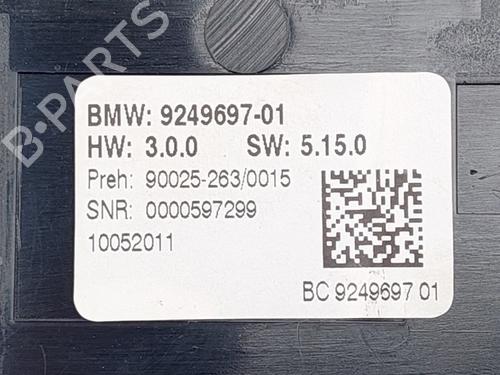 B-PARTS
BMW: 9249697-01
HW: 3.0.0 SW: 5.15.0
Preh: 90025-263/0015
SNR: 0000597299
10052011
BC 9249697 01